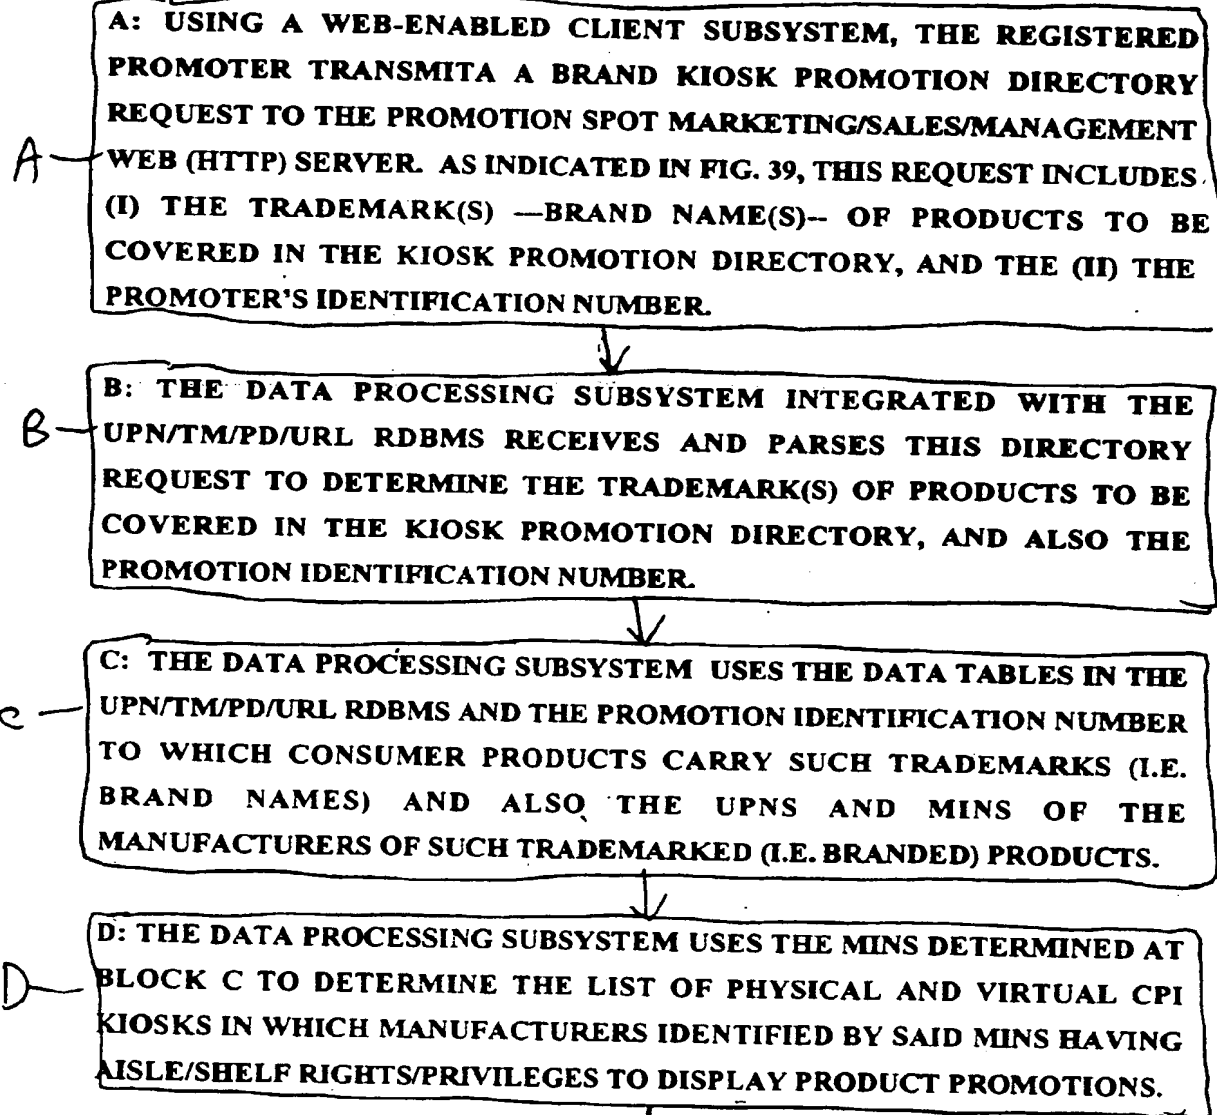 A: USING A WEB-ENABLED CLIENT SUBSYSTEM, THE REGISTERED
PROMOTER TRANSMITA A BRAND KIOSK PROMOTION DIRECTORY
REQUEST TO THE PROMOTION SPOT MARKETING/SALES/MANAGEMENT
A WEB (HTTP) SERVER. AS INDICATED IN FIG. 39, THIS REQUEST INCLUDES
(I) THE TRADEMARK(S) —BRAND NAME(S)-- OF PRODUCTS TO BE
COVERED IN THE KIOSK PROMOTION DIRECTORY, AND THE (II) THE
PROMOTER'S IDENTIFICATION NUMBER.
B: THE DATA PROCESSING SUBSYSTEM INTEGRATED WITH THE
B UPN/TM/PD/URL RDBMS RECEIVES AND PARSES THIS DIRECTORY
REQUEST TO DETERMINE THE TRADEMARK(S) OF PRODUCTS TO BE
COVERED IN THE KIOSK PROMOTION DIRECTORY, AND ALSO THE
PROMOTION IDENTIFICATION NUMBER.
C: THE DATA PROCESSING SUBSYSTEM USES THE DATA TABLES IN THE
C UPN/TM/PD/URL RDBMS AND THE PROMOTION IDENTIFICATION NUMBER
TO WHICH CONSUMER PRODUCTS CARRY SUCH TRADEMARKS (I.E.
BRAND NAMES) AND ALSO THE UPNS AND MINS OF THE
MANUFACTURERS OF SUCH TRADEMARKED (I.E. BRANDED) PRODUCTS.
D: THE DATA PROCESSING SUBSYSTEM USES THE MINS DETERMINED AT
D BLOCK C TO DETERMINE THE LIST OF PHYSICAL AND VIRTUAL CPI
KIOSKS IN WHICH MANUFACTURERS IDENTIFIED BY SAID MINS HAVING
AISLE/SHELF RIGHTS/PRIVILEGES TO DISPLAY PRODUCT PROMOTIONS.